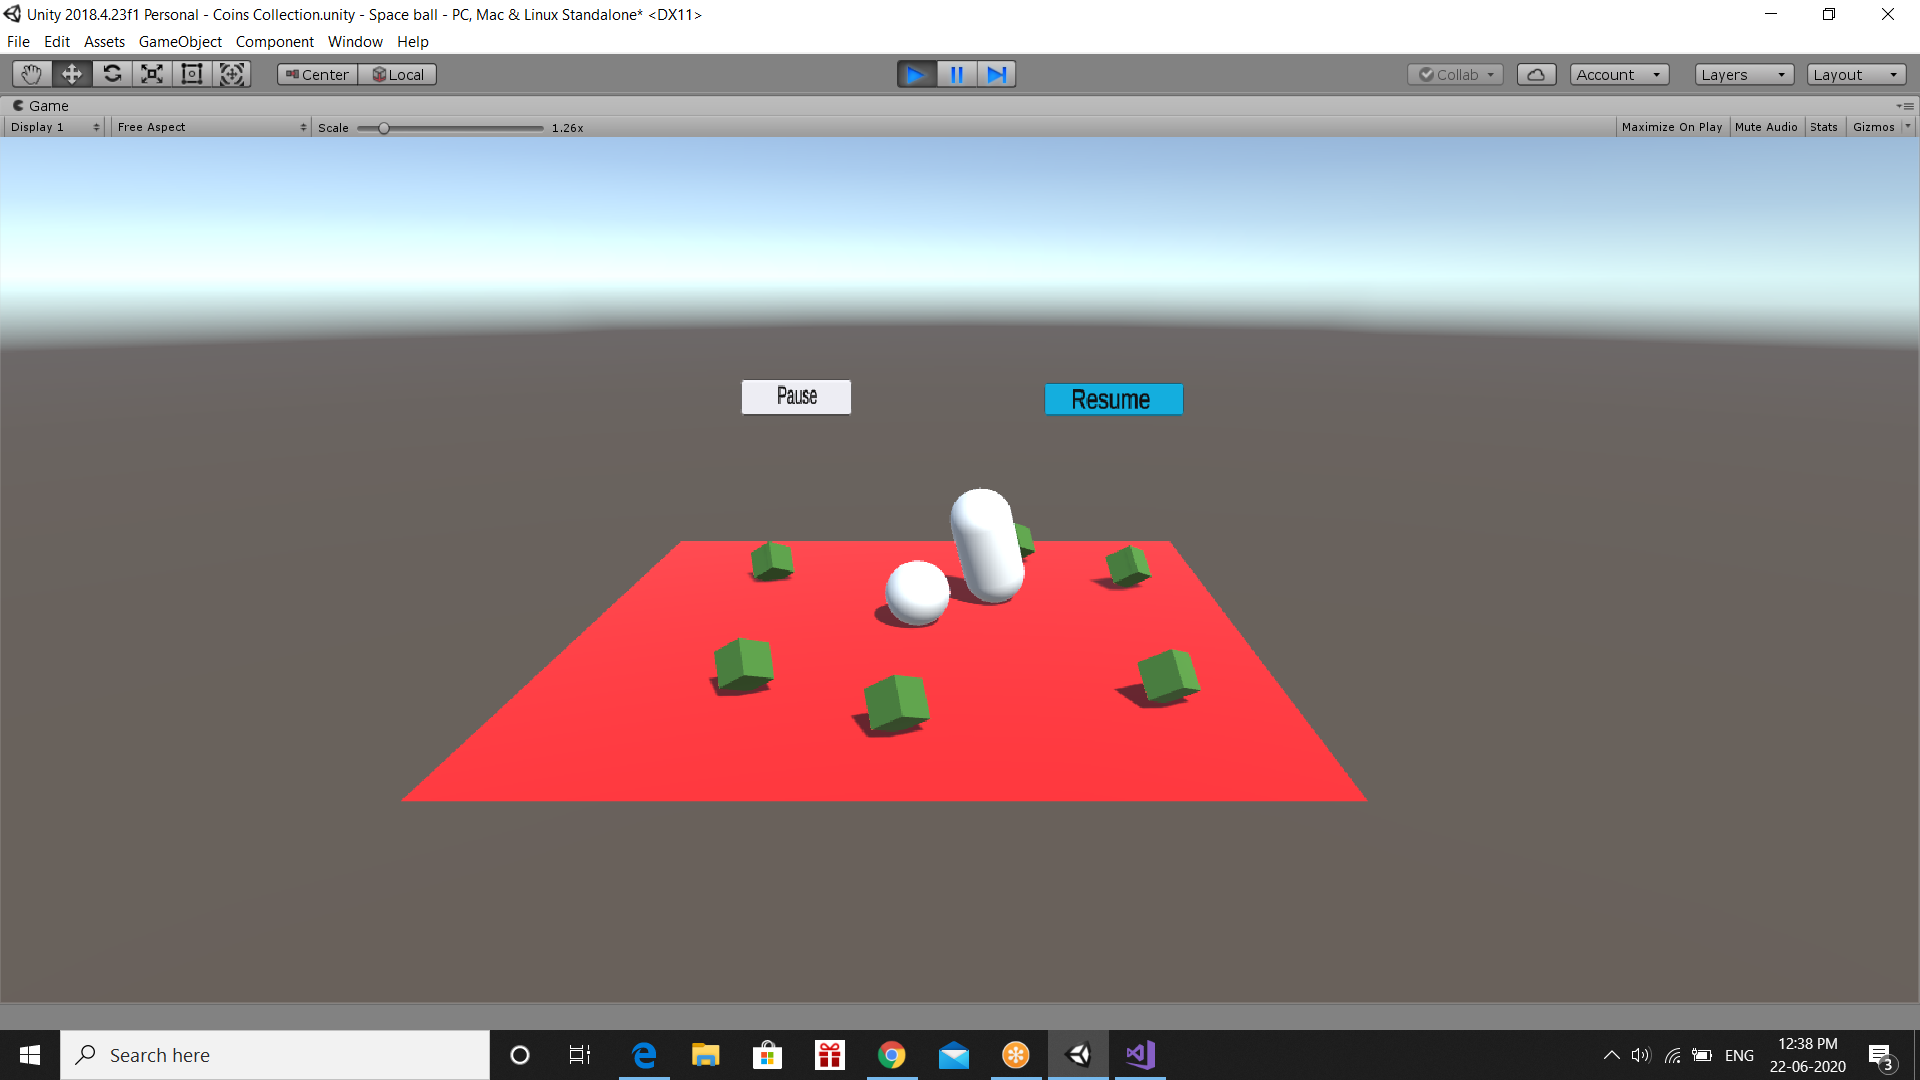 Unity 2018.4.23f1 Personal - Coins Collection.unity - Space ball - PC, Mac & Linux Standalone* <DX11>
File Edit Assets GameObject Component Window Help
Center Local Collab Account Layers Layout
Game
Display 1 Free Aspect Scale 1.26x Maximize On Play Mute Audio Stats Gizmos
Pause Resume
Search here
ENG
12:38 PM
22-06-2020
3